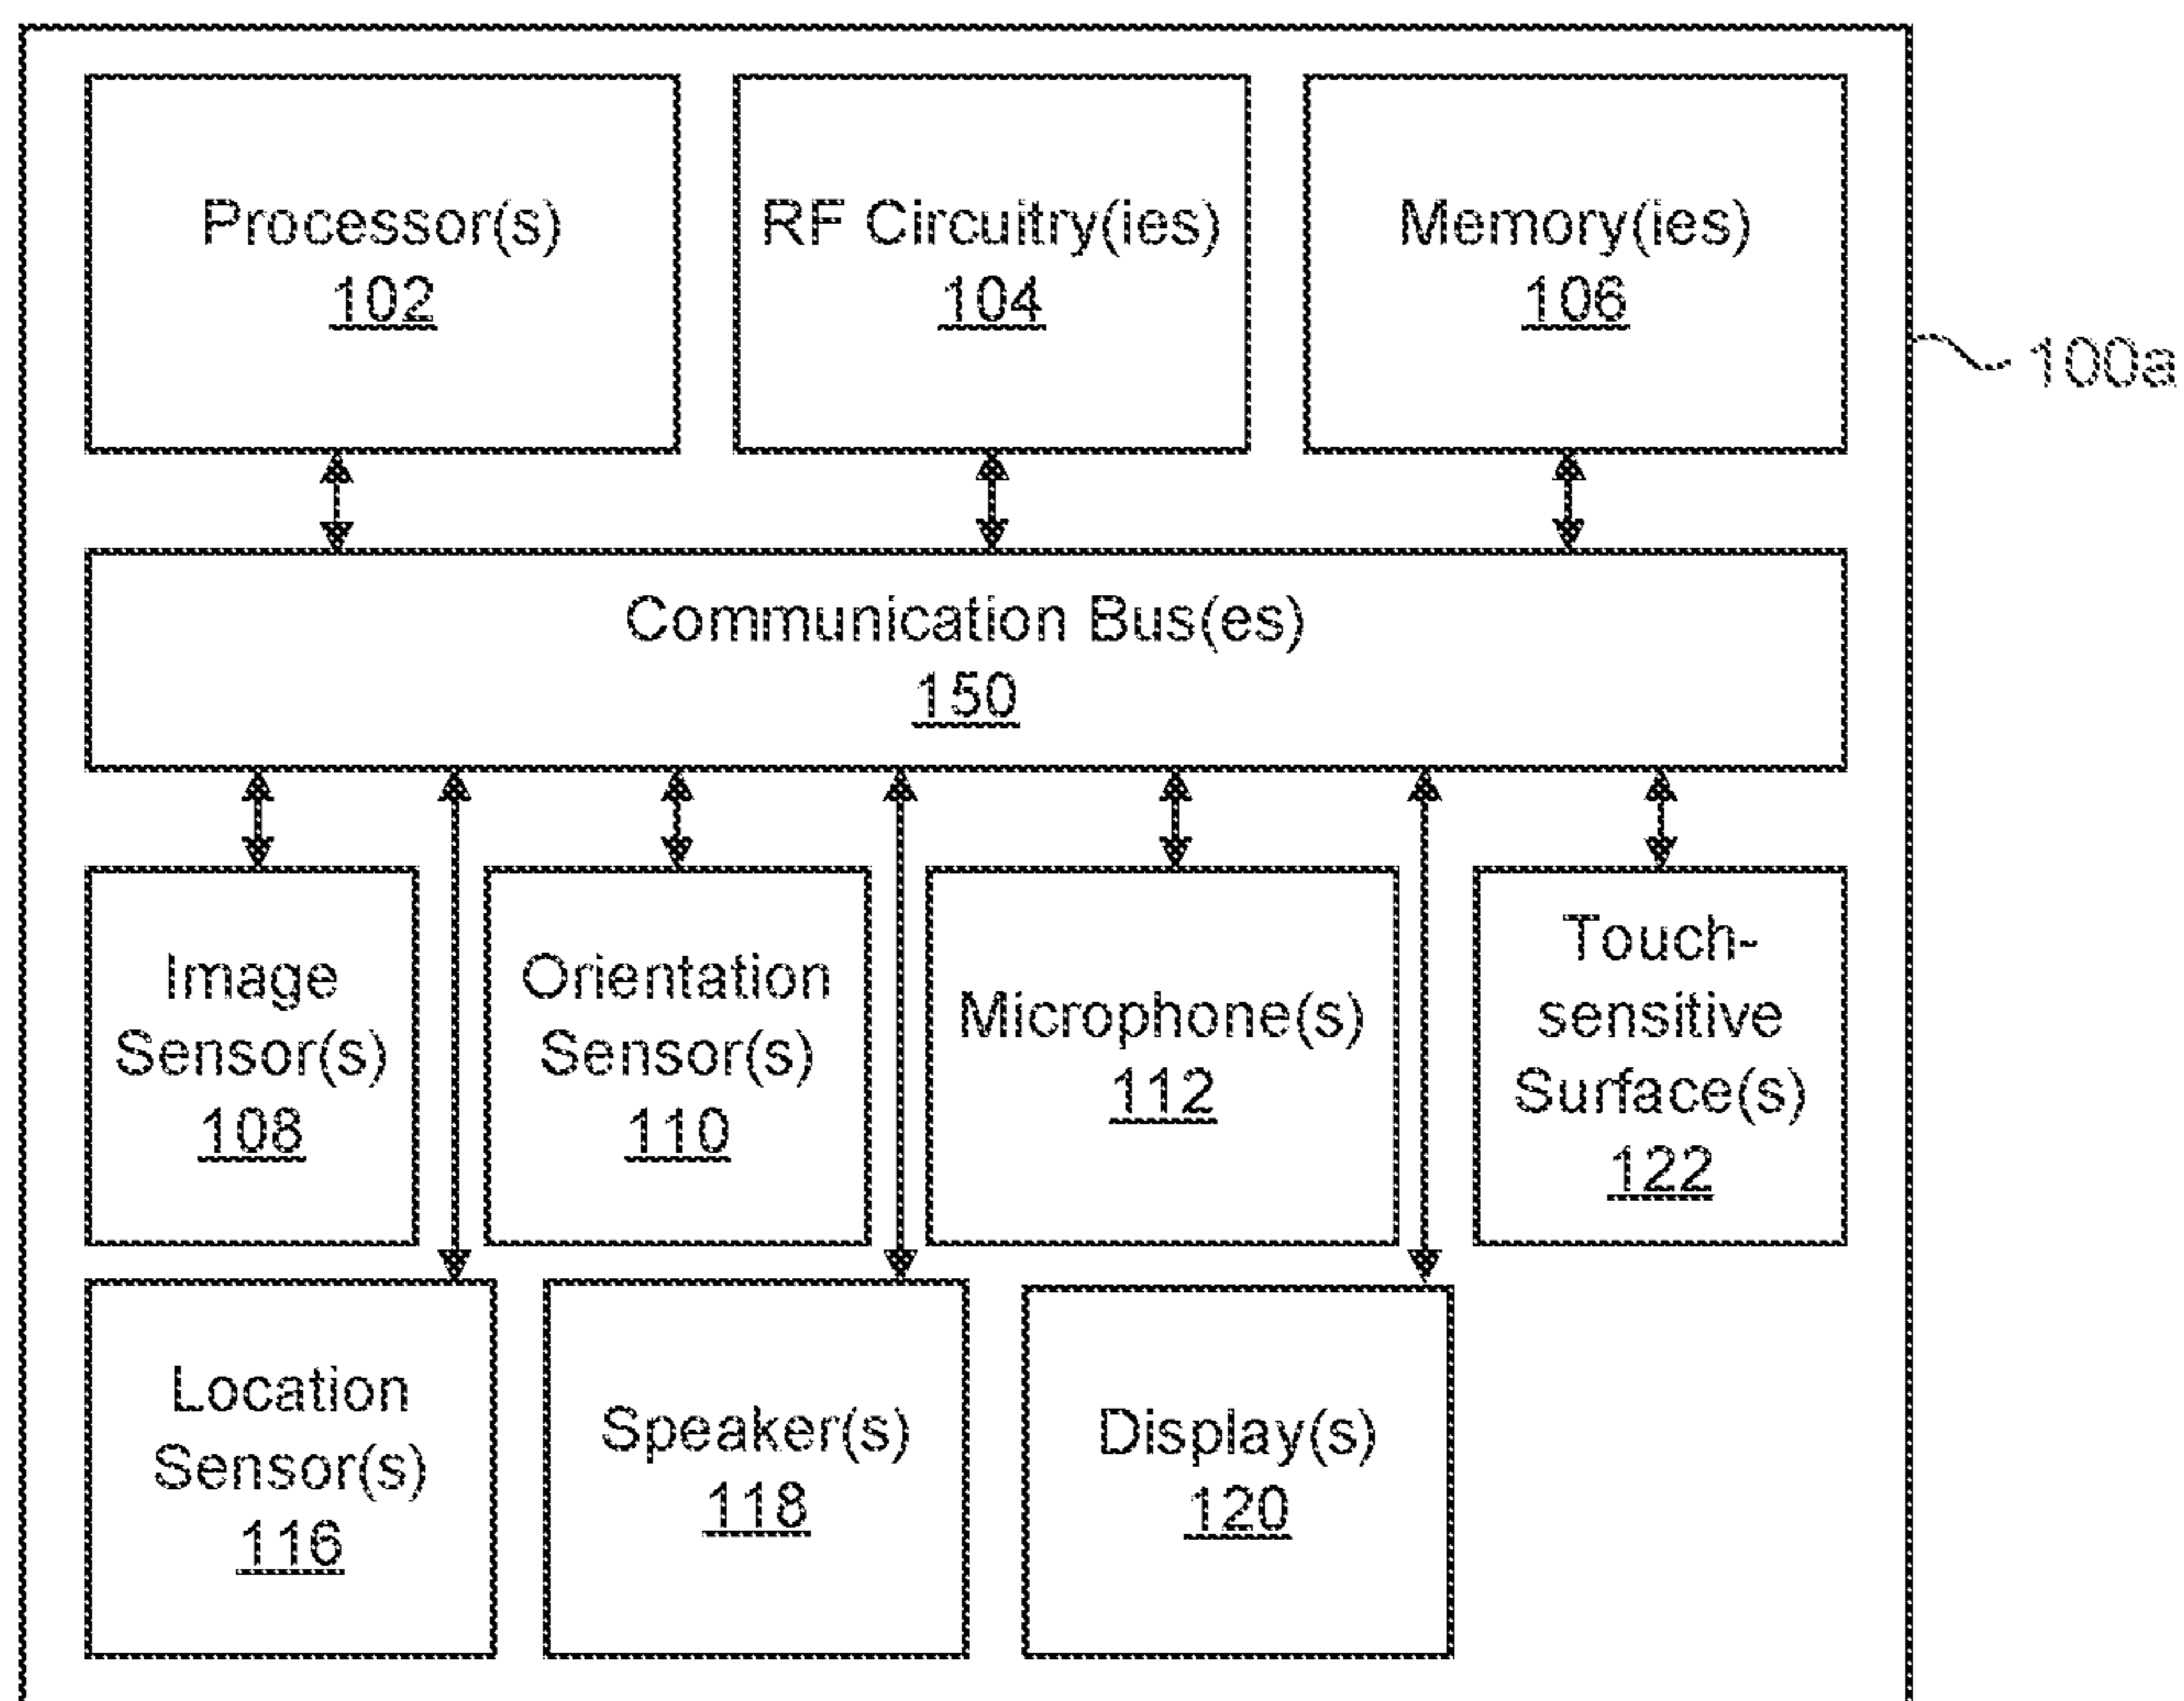 Processor(s)
102
RF Circuitry(ies)
104
Memory(ies)
106
100a
Communication Bus(es)
150
Image
Sensor(s)
108
Orientation
Sensor(s)
110
Microphone(s)
112
Touch-
sensitive
Surface(s)
122
Location
Sensor(s)
116
Speaker(s)
118
Display(s)
120